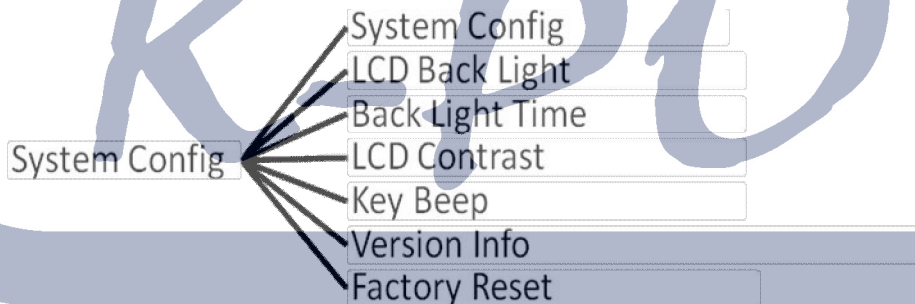 System Config
System Config
LCD Back Light
Back Light Time
LCD Contrast
Key Beep
Version Info
Factory Reset